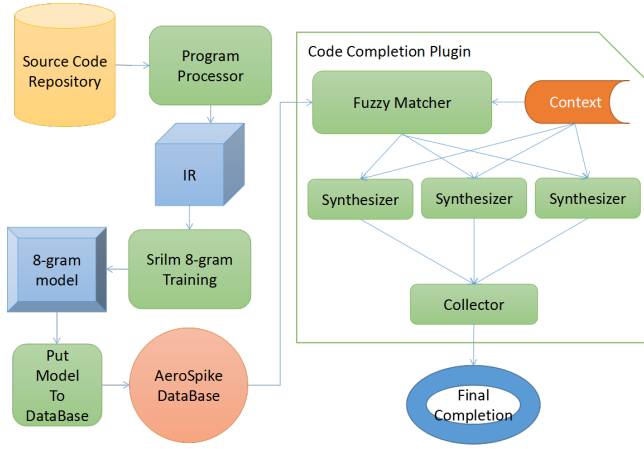 Source Code
Repository
Program
Processor
IR
Srilm 8-gram
Training
8-gram
model
Put
Model
To
DataBase
AeroSpike
DataBase
Code Completion Plugin
Fuzzy Matcher
Context
Synthesizer
Synthesizer
Synthesizer
Collector
Final
Completion